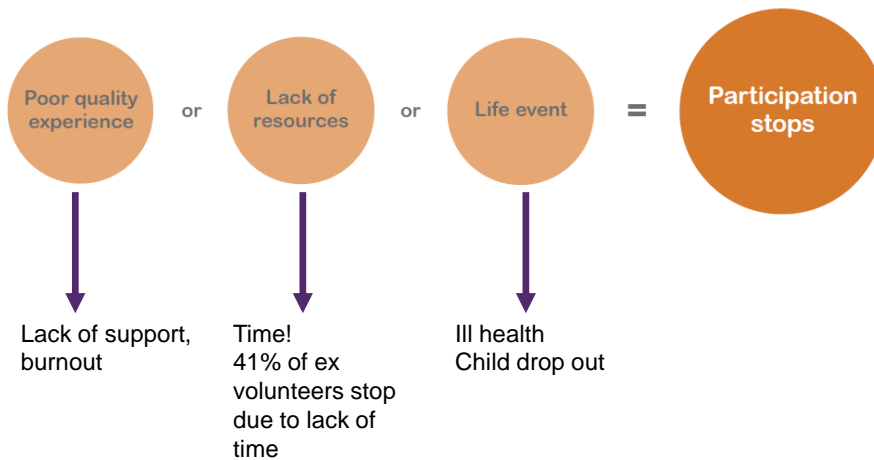 Poor quality
experience
or
Lack of
resources
or
Life event
=
Participation
stops
Lack of support,
burnout
Time!
41% of ex
volunteers stop
due to lack of
time
Ill health
Child drop out